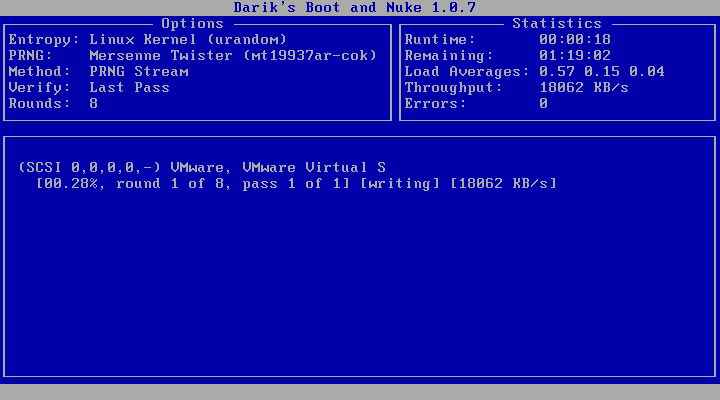 Darik's Boot and Nuke 1.0.7
Options
Entropy: Linux Kernel (urandom)
PRNG: Mersenne Twister (mt19937ar-cok)
Method: PRNG Stream
Verify: Last Pass
Rounds: 8
Statistics
Runtime: 00:00:18
Remaining: 01:19:02
Load Averages: 0.57 0.15 0.04
Throughput: 18062 KB/s
Errors: 0
(SCSI 0,0,0,0,-) VMware, VMware Virtual S
[00.28%, round 1 of 8, pass 1 of 1] [writing] [18062 KB/s]